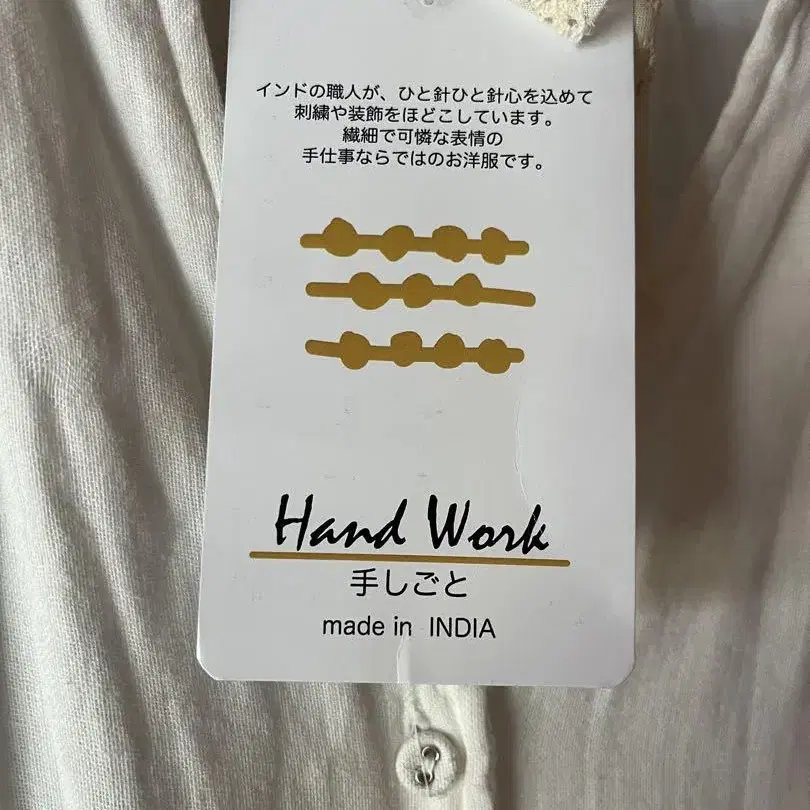 インドの職人が、ひと針ひと針心を込めて
刺繍や装飾をほどこしています。
繊細で可憐な表情の
手仕事ならではのお洋服です。
Hand Work
手しごと
made in INDIA